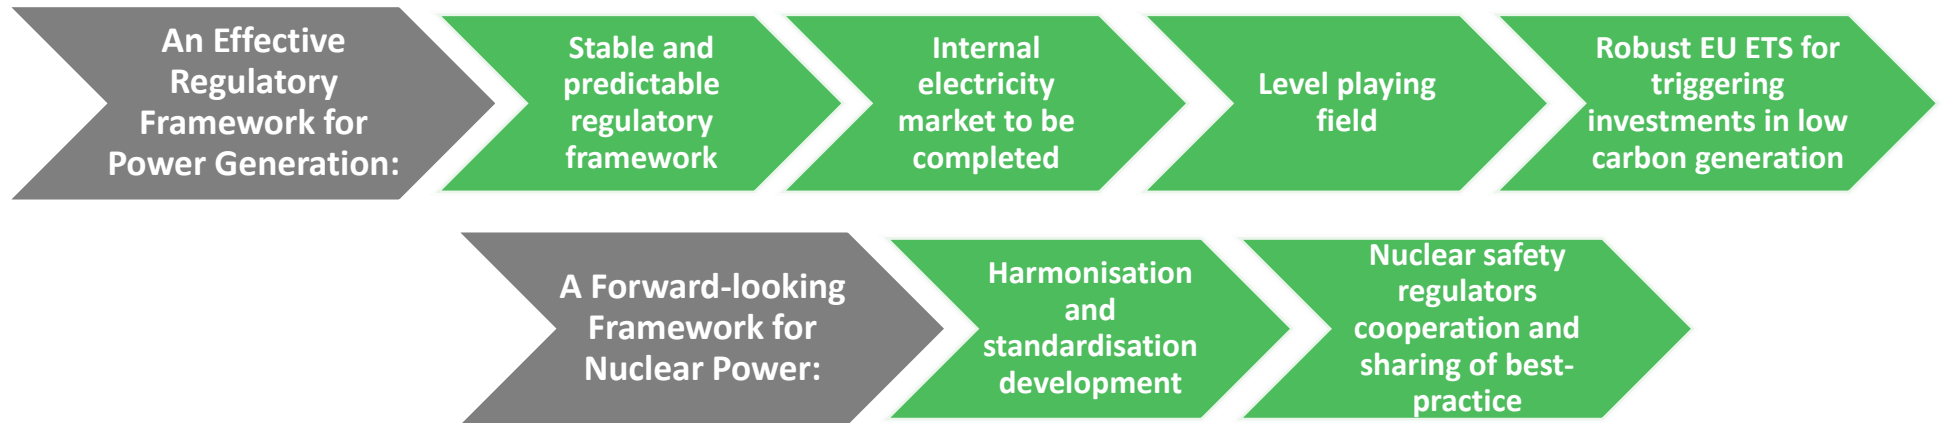 An Effective
Regulatory
Framework for
Power Generation:
Stable and
predictable
regulatory
framework
Internal
electricity
market to be
completed
Level playing
field
Robust EU ETS for
triggering
investments in low
carbon generation
A Forward-looking
Framework for
Nuclear Power:
Harmonisation
and
standardisation
development
Nuclear safety
regulators
cooperation and
sharing of best-
practice